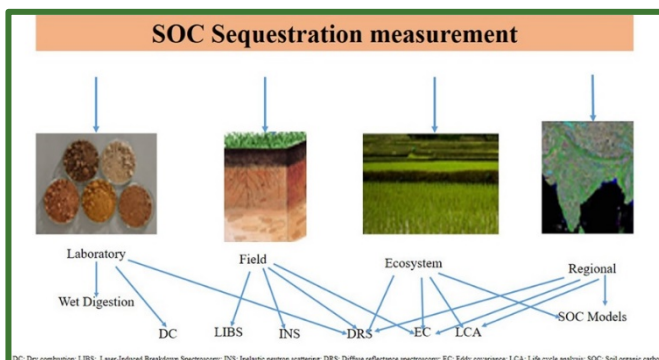 SOC Sequestration measurement
Laboratory
Field
Ecosystem
Regional
Wet Digestion
DC
LIBS
INS
DRS
EC
LCA
SOC Models
DC: Dry combustion; LIBS: Laser-Induced Breakdown Spectroscopy; INS: Inelastic neutron scattering; DRS: Diffuse reflectance spectroscopy; EC: Eddy covariance; LCA: Life cycle analysis; SOC: Soil organic carbo